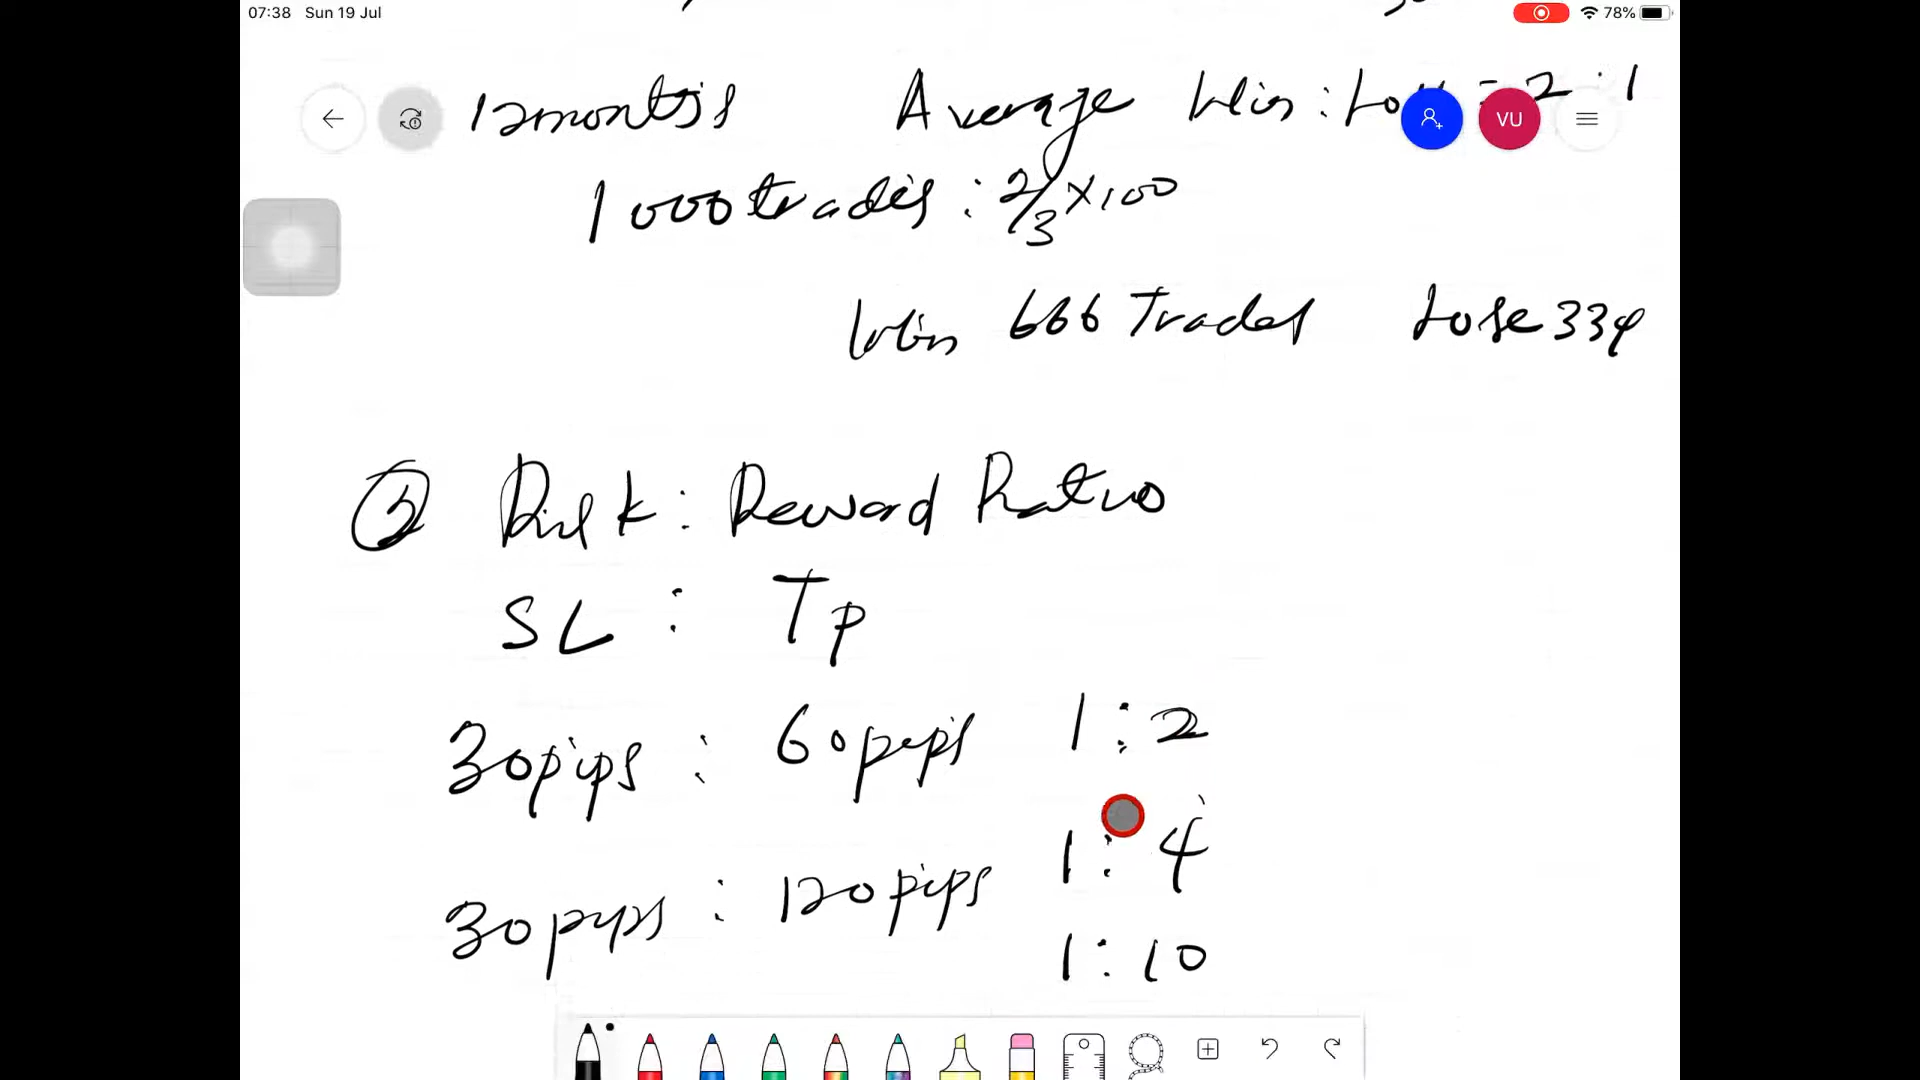 07:38 Sun 19 Jul 78%
12months Average Win : Loss = 2 : 1
VU
1000 trades : 2/3 x 100
Win 666 Trades Lose 334
Risk : Reward Ratio
SL : Tp
30pips : 60pips 1 : 2
30pips : 120pips 1 : 4
1 : 10